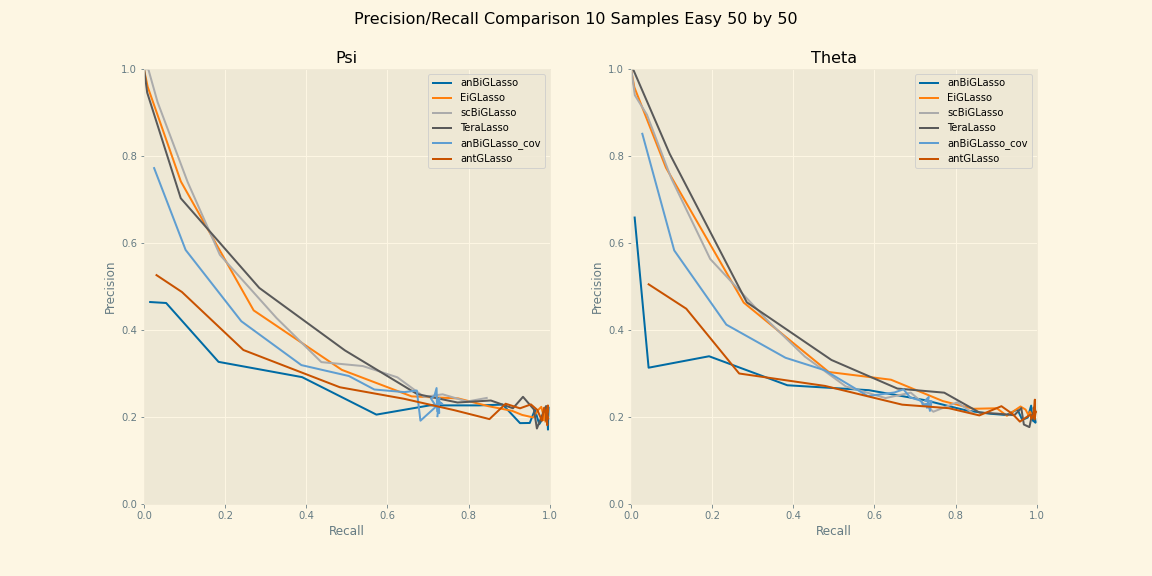 Precision/Recall Comparison 10 Samples Easy 50 by 50
Psi
1.0
0.8
0.6
0.4
0.2
0.0
Precision
0.0 0.2 0.4 0.6 0.8 1.0
Recall
anBiGLasso
EiGLasso
scBiGLasso
TeraLasso
anBiGLasso_cov
antGLasso
Theta
1.0
0.8
0.6
0.4
0.2
0.0
Precision
0.0 0.2 0.4 0.6 0.8 1.0
Recall
anBiGLasso
EiGLasso
scBiGLasso
TeraLasso
anBiGLasso_cov
antGLasso